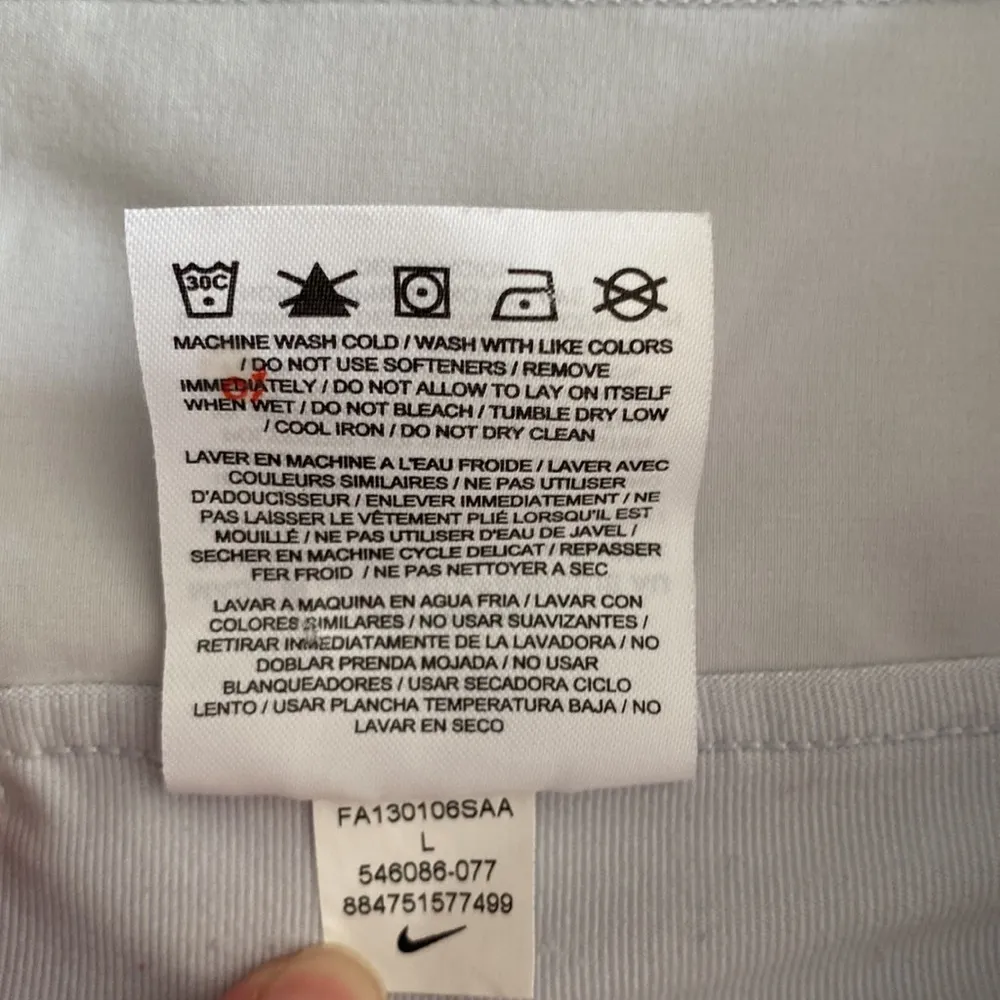 30C
MACHINE WASH COLD / WASH WITH LIKE COLORS
/ DO NOT USE SOFTENERS / REMOVE
IMMEDIATELY / DO NOT ALLOW TO LAY ON ITSELF
WHEN WET / DO NOT BLEACH / TUMBLE DRY LOW
/ COOL IRON / DO NOT DRY CLEAN
LAVER EN MACHINE A L'EAU FROIDE / LAVER AVEC
COULEURS SIMILAIRES / NE PAS UTILISER
D'ADOUCISSEUR / ENLEVER IMMEDIATEMENT / NE
PAS LAISSER LE VÊTEMENT PLIÉ LORSQU'IL EST
MOUILLÉ / NE PAS UTILISER D'EAU DE JAVEL /
SECHER EN MACHINE CYCLE DELICAT / REPASSER
FER FROID / NE PAS NETTOYER A SEC
LAVAR A MAQUINA EN AGUA FRIA / LAVAR CON
COLORES SIMILARES / NO USAR SUAVIZANTES /
RETIRAR INMEDIATAMENTE DE LA LAVADORA / NO
DOBLAR PRENDA MOJADA / NO USAR
BLANQUEADORES / USAR SECADORA CICLO
LENTO / USAR PLANCHA TEMPERATURA BAJA / NO
LAVAR EN SECO
FA130106SAA
L
546086-077
884751577499